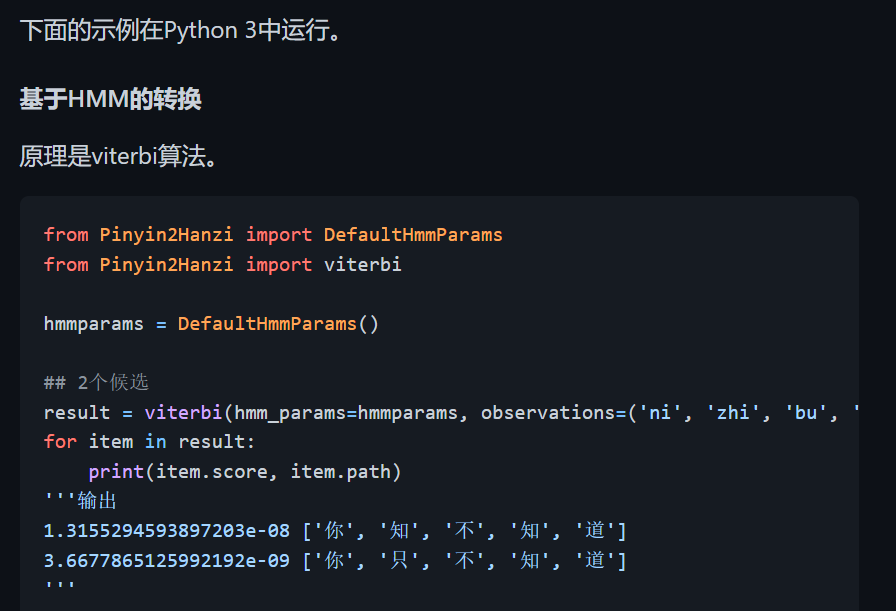 下面的示例在Python 3中运行。
基于HMM的转换
原理是viterbi算法。
from Pinyin2Hanzi import DefaultHmmParams
from Pinyin2Hanzi import viterbi
hmmparams = DefaultHmmParams()
## 2个候选
result = viterbi(hmm_params=hmmparams, observations=('ni', 'zhi', 'bu', '
for item in result:
    print(item.score, item.path)
'''输出
1.3155294593897203e-08 ['你', '知', '不', '知', '道']
3.6677865125992192e-09 ['你', '只', '不', '知', '道']
'''